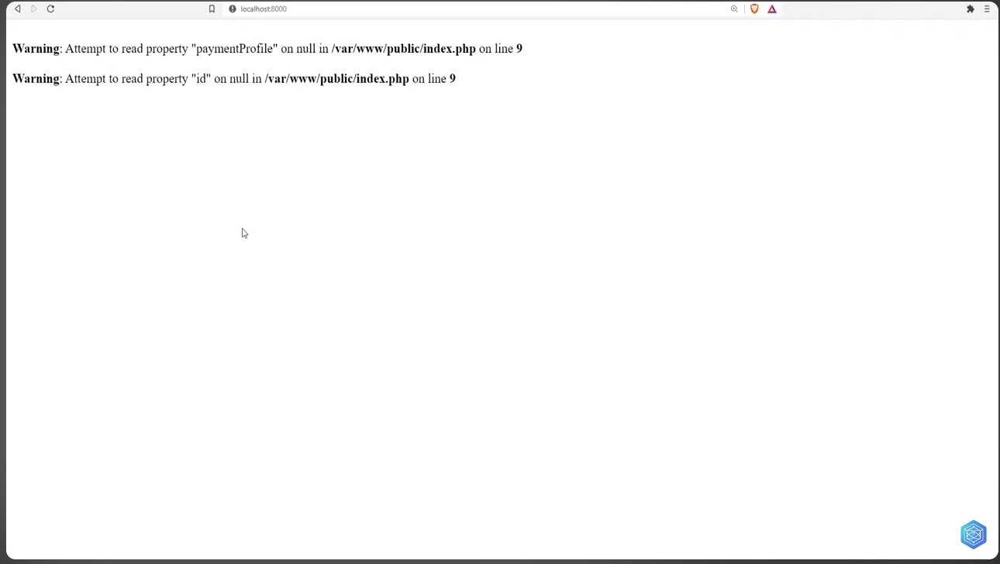 localhost:8000
Warning: Attempt to read property "paymentProfile" on null in /var/www/public/index.php on line 9
Warning: Attempt to read property "id" on null in /var/www/public/index.php on line 9